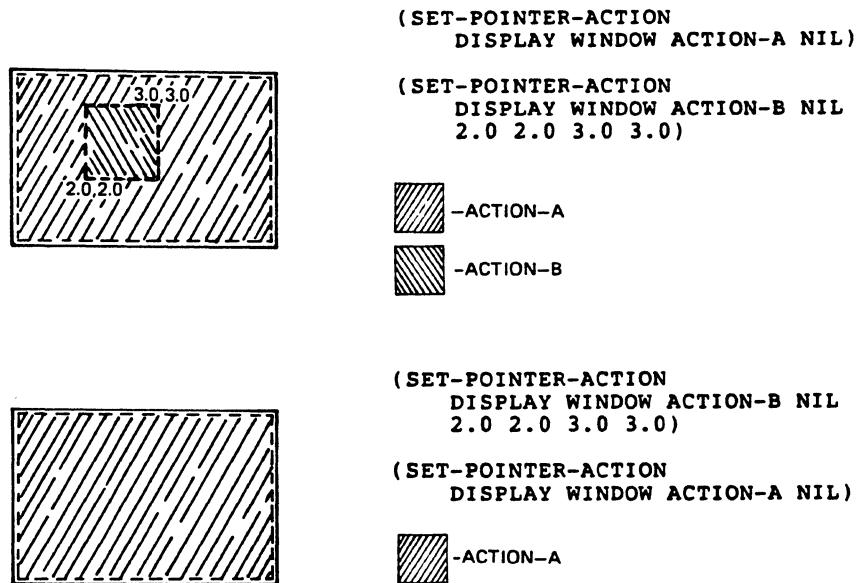 (SET-POINTER-ACTION
DISPLAY WINDOW ACTION-A NIL)
3.0, 3.0
2.0, 2.0
(SET-POINTER-ACTION
DISPLAY WINDOW ACTION-B NIL
2.0 2.0 3.0 3.0)
-ACTION-A
-ACTION-B
(SET-POINTER-ACTION
DISPLAY WINDOW ACTION-B NIL
2.0 2.0 3.0 3.0)
(SET-POINTER-ACTION
DISPLAY WINDOW ACTION-A NIL)
-ACTION-A